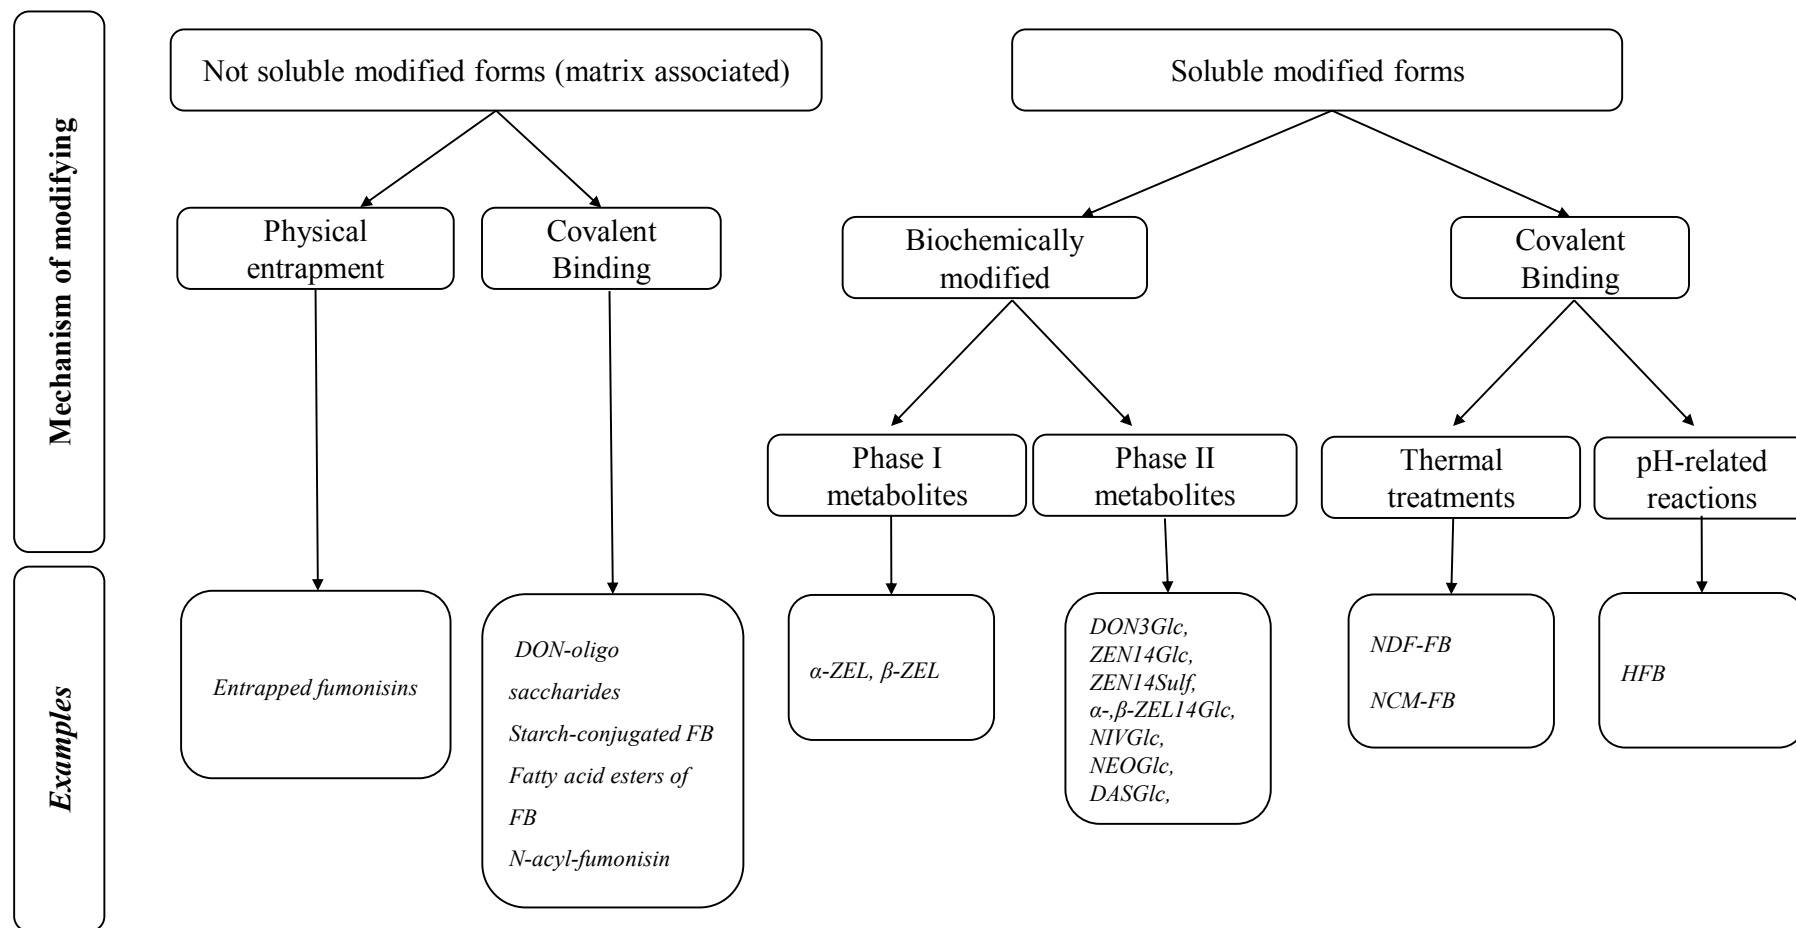 Mechanism of modifying
Not soluble modified forms (matrix associated)
Soluble modified forms
Physical
entrapment
Covalent
Binding
Biochemically
modified
Covalent
Binding
Phase I
metabolites
Phase II
metabolites
Thermal
treatments
pH-related
reactions
Examples
Entrapped fumonisins
DON-oligo
saccharides
Starch-conjugated FB
Fatty acid esters of
FB
N-acyl-fumonisin
α-ZEL, β-ZEL
DON3Glc,
ZEN14Glc,
ZEN14Sulf,
α-,β-ZEL14Glc,
NIVGlc,
NEOGlc,
DASGlc,
NDF-FB
NCM-FB
HFB